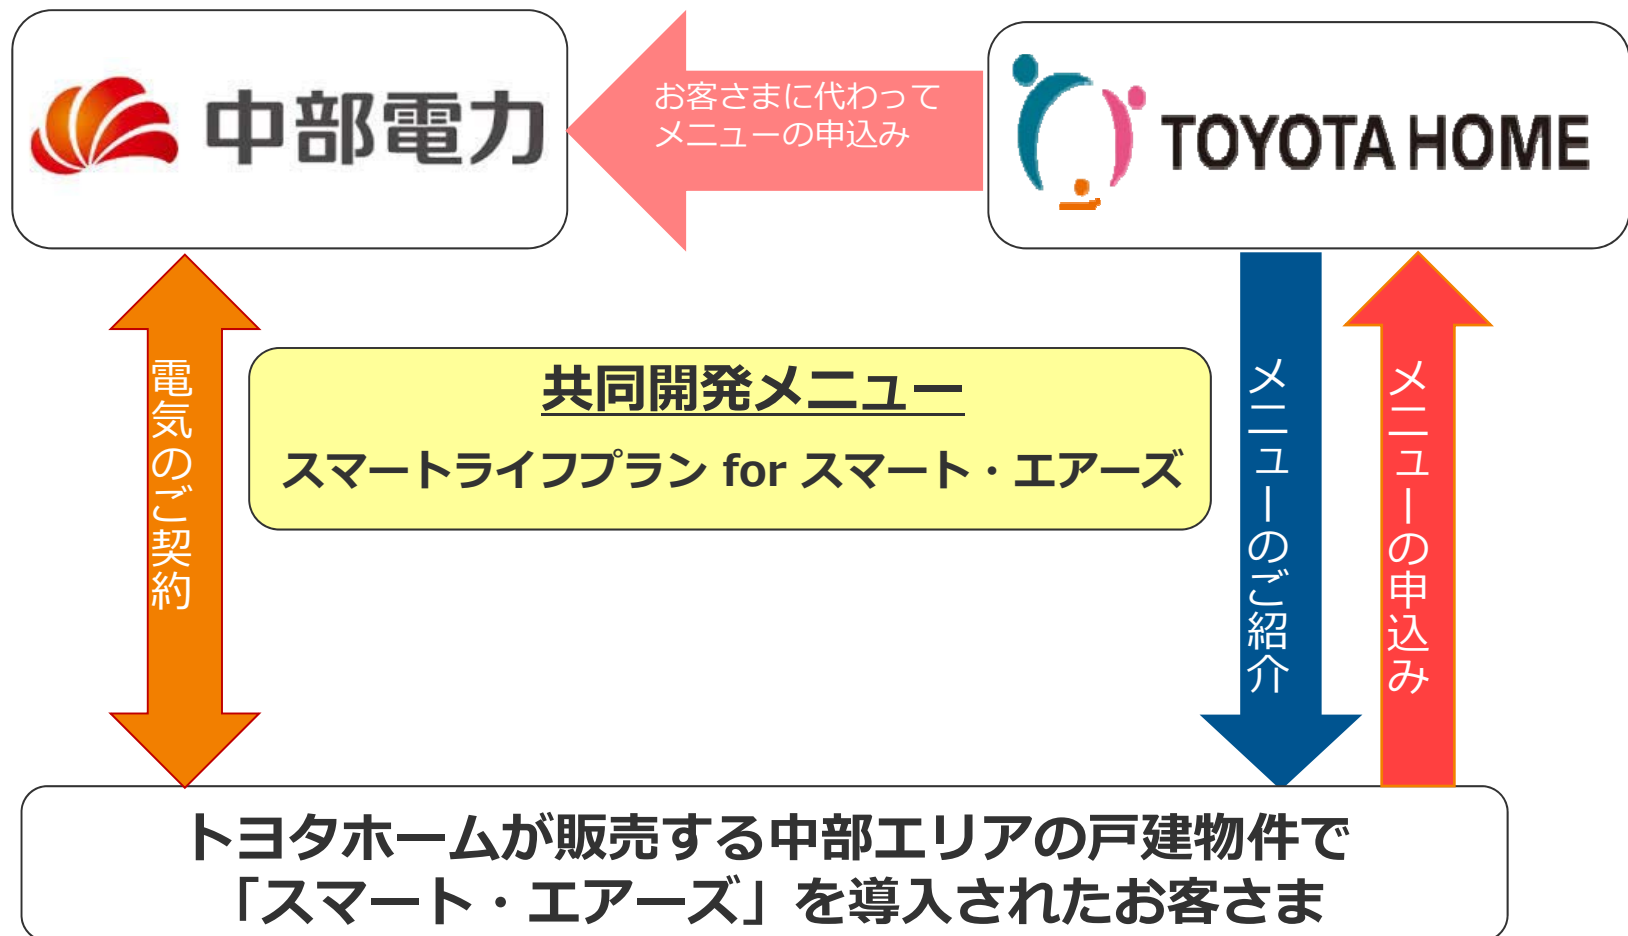 中部電力
お客さまに代わって
メニューの申込み
TOYOTA HOME
電気のご契約
共同開発メニュー
スマートライフプラン for スマート・エアーズ
メニューのご紹介
メニューの申込み
トヨタホームが販売する中部エリアの戸建物件で
「スマート・エアーズ」を導入されたお客さま